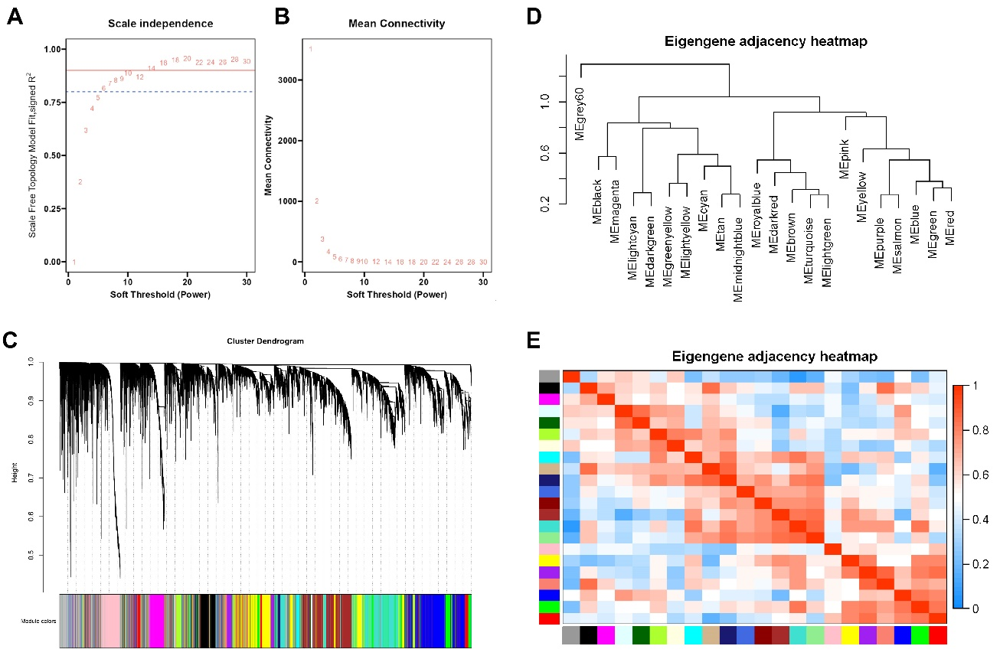 A
Scale independence
Scale Free Topology Model Fit,signed R2
1.00
0.75
0.50
0.25
0.00
1
2
3
4
5
6
7
8
9
10
12
14
16
18
20
22
24
26
28
30
0
10
20
30
Soft Threshold (Power)
B
Mean Connectivity
Mean Connectivity
3000
2000
1000
0
1
2
3
4
5
6
7
8
9
10
12
14
16
18
20
22
24
26
28
30
0
10
20
30
Soft Threshold (Power)
D
Eigengene adjacency heatmap
1.0
0.6
0.2
MEgrey60
MEblack
MEmagenta
MElightcyan
MEdarkgreen
MEgreenyellow
MElightyellow
MEcyan
MEtan
MEmidnightblue
MEroyalblue
MEdarkred
MEbrown
MEturquoise
MElightgreen
MEpink
MEyellow
MEpurple
MEsalmon
MEblue
MEgreen
MEred
C
Cluster Dendrogram
Height
1.0
0.9
0.8
0.7
0.6
0.5
Module colors
E
Eigengene adjacency heatmap
1
0.8
0.6
0.4
0.2
0